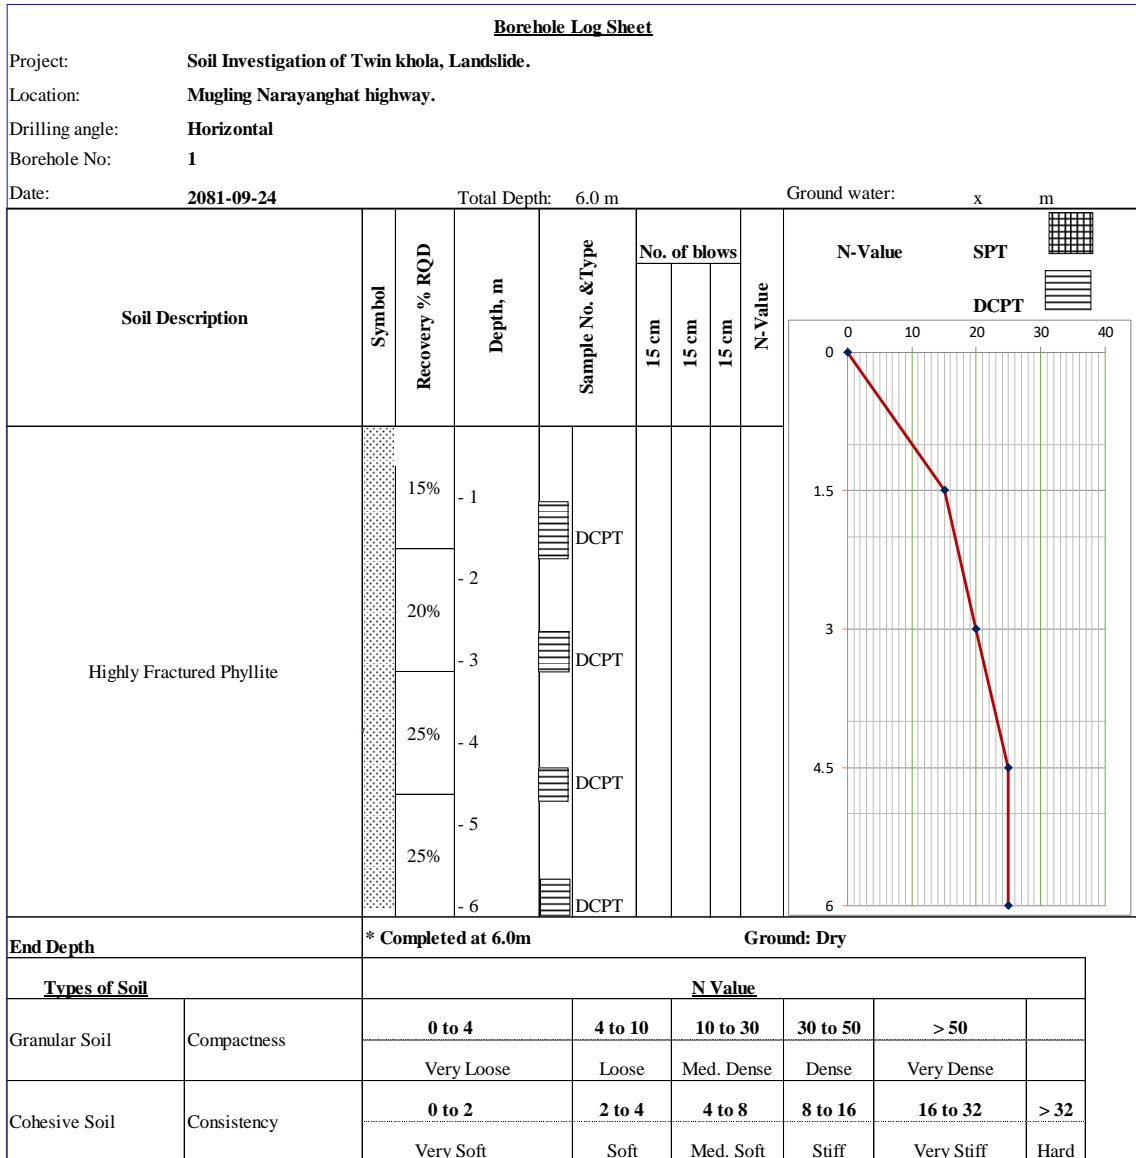 Borehole Log Sheet
Project: Soil Investigation of Twin khola, Landslide.
Location: Mugling Narayanghat highway.
Drilling angle: Horizontal
Borehole No: 1
Date: 2081-09-24 Total Depth: 6.0 m Ground water: x m
Soil Description
Symbol
Recovery % RQD
Depth, m
Sample No. &Type
No. of blows
15 cm
15 cm
15 cm
N-Value
N-Value SPT
DCPT
0 10 20 30 40
0
1.5
3
4.5
6
Highly Fractured Phyllite
15%
20%
25%
25%
- 1
- 2
- 3
- 4
- 5
- 6
DCPT
DCPT
DCPT
DCPT
End Depth * Completed at 6.0m Ground: Dry
Types of Soil N Value
Granular Soil Compactness
0 to 4 4 to 10 10 to 30 30 to 50 > 50
Very Loose Loose Med. Dense Dense Very Dense
Cohesive Soil Consistency
0 to 2 2 to 4 4 to 8 8 to 16 16 to 32 > 32
Very Soft Soft Med. Soft Stiff Very Stiff Hard